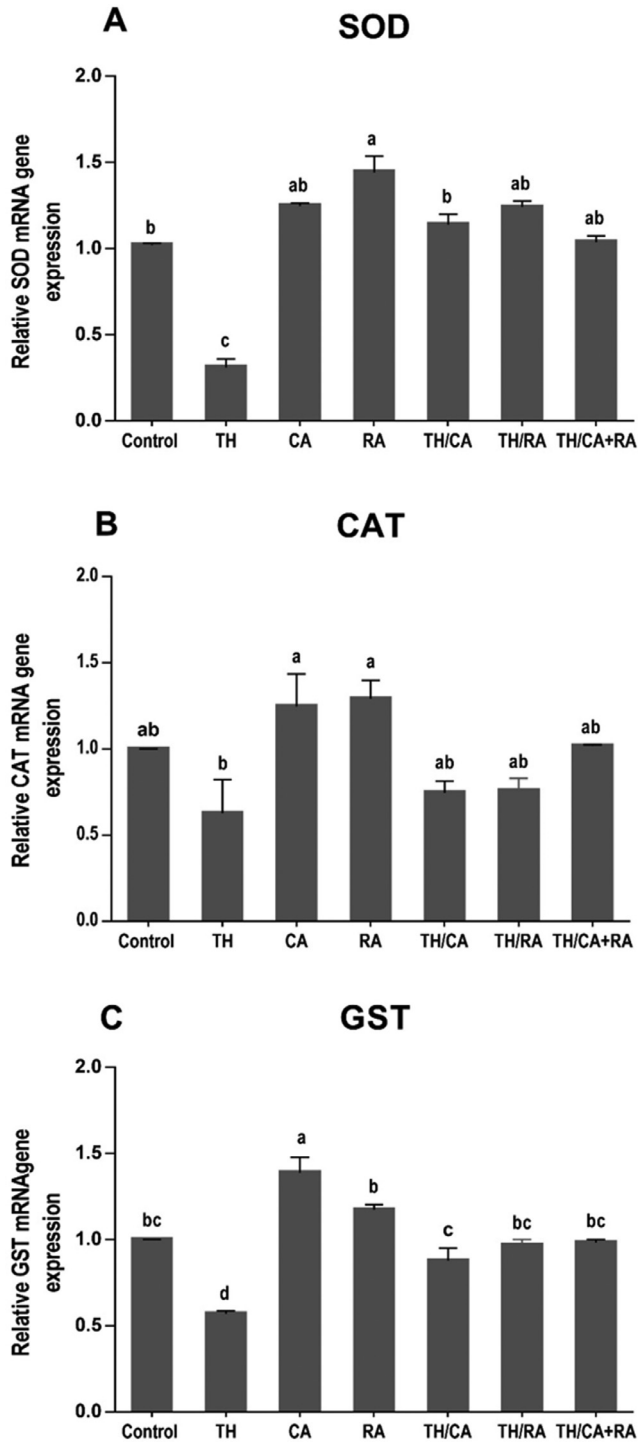 A SOD
2.0
1.5
1.0
0.5
0.0
Relative SOD mRNA gene
expression
b
c
ab
a
b
ab
ab
Control TH CA RA TH/CA TH/RA TH/CA+RA
B CAT
2.0
1.5
1.0
0.5
0.0
Relative CAT mRNA gene
expression
ab
b
a
a
ab
ab
ab
Control TH CA RA TH/CA TH/RA TH/CA+RA
C GST
2.0
1.5
1.0
0.5
0.0
Relative GST mRNAgene
expression
bc
d
a
b
c
bc
bc
Control TH CA RA TH/CA TH/RA TH/CA+RA